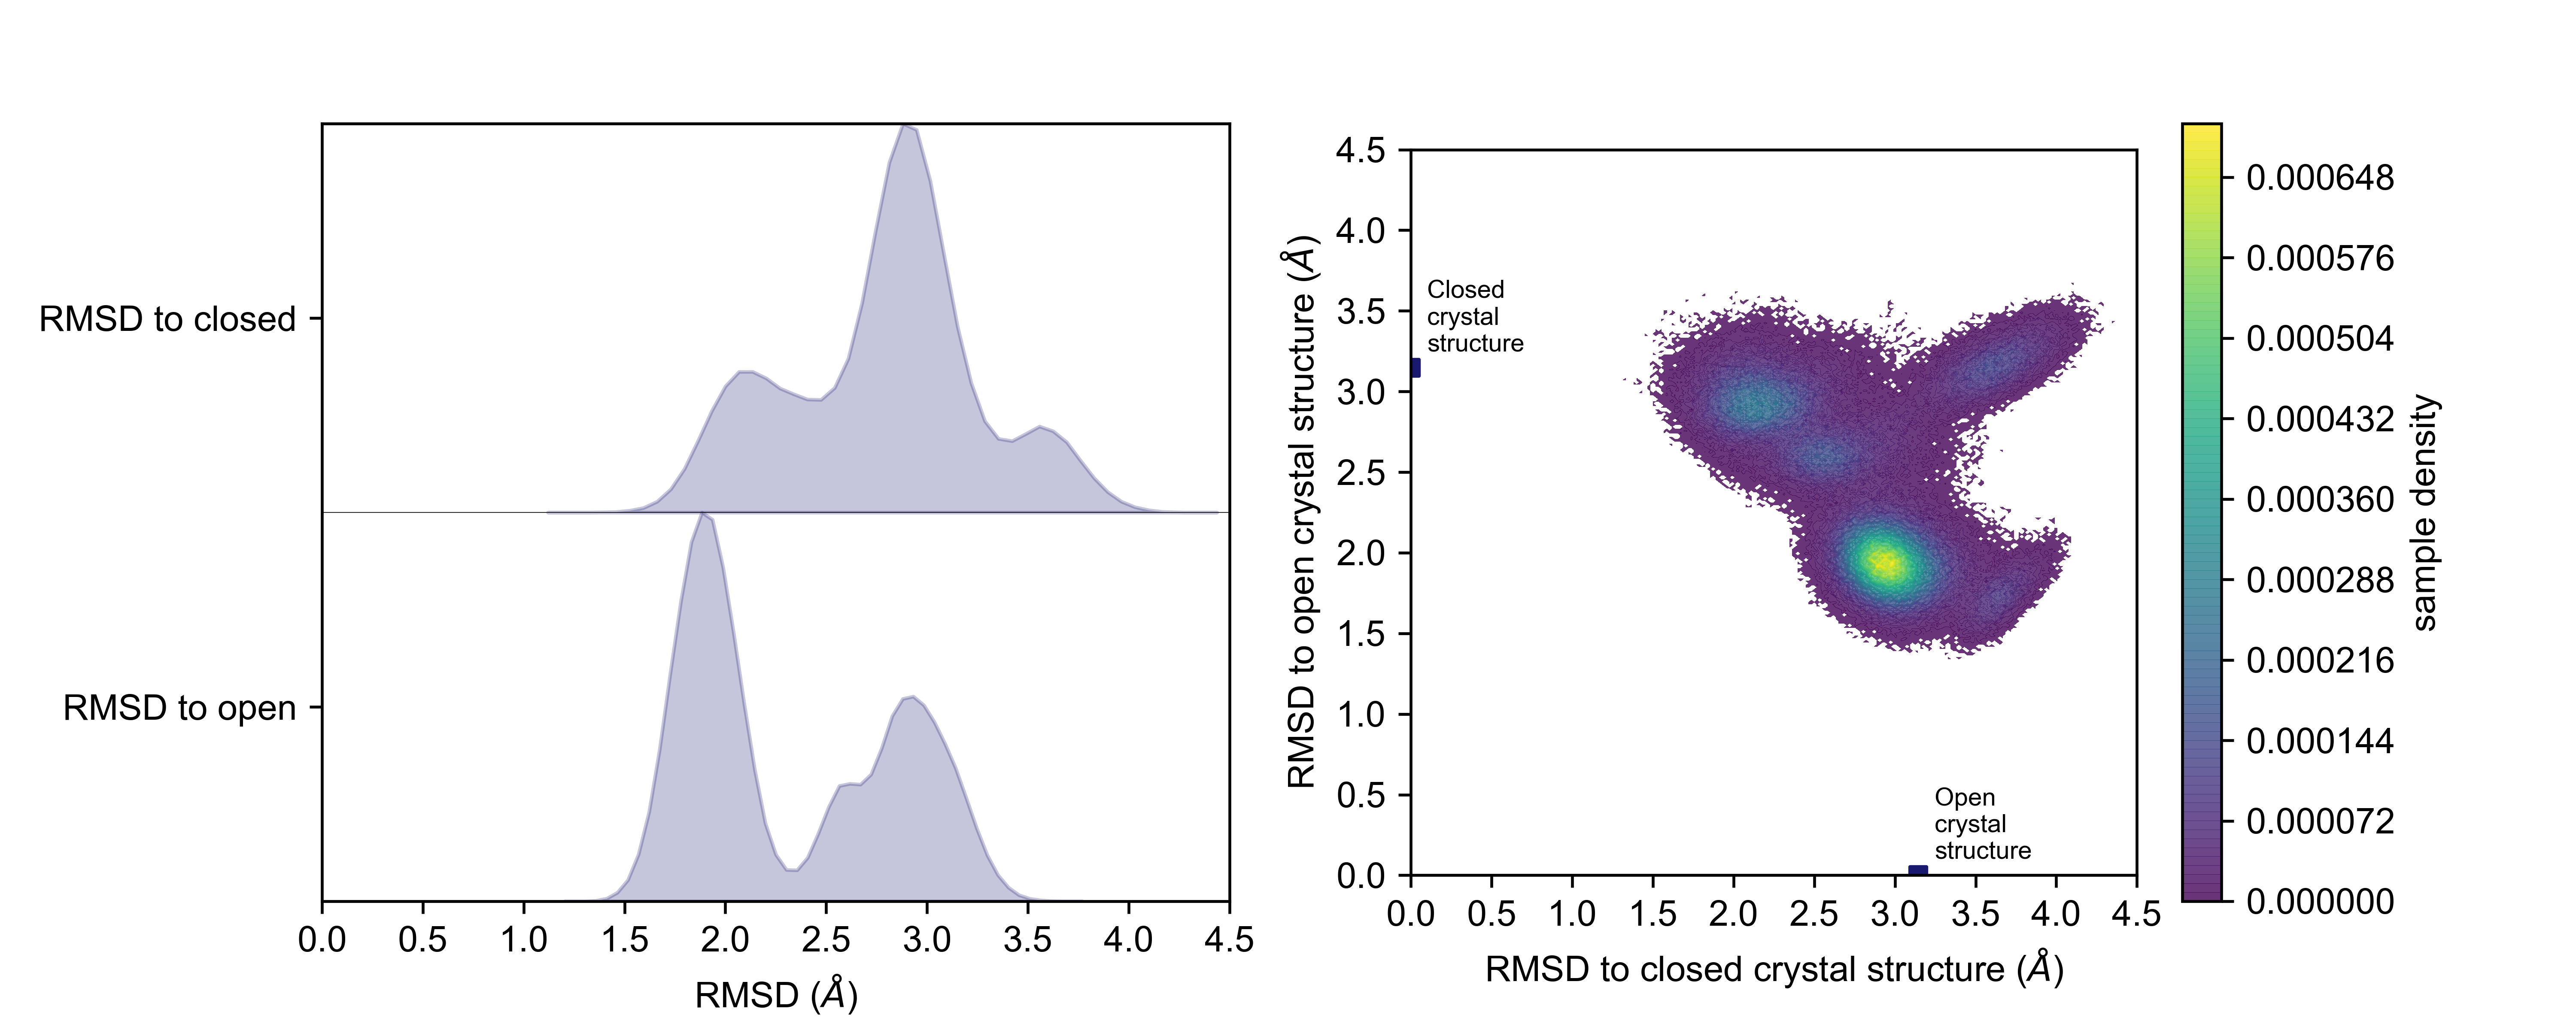 RMSD to closed
RMSD to open
0.0 0.5 1.0 1.5 2.0 2.5 3.0 3.5 4.0 4.5
RMSD (Å)
RMSD to open crystal structure (Å)
4.5
4.0
3.5
3.0
2.5
2.0
1.5
1.0
0.5
0.0
Closed
crystal
structure
Open
crystal
structure
0.0 0.5 1.0 1.5 2.0 2.5 3.0 3.5 4.0 4.5
RMSD to closed crystal structure (Å)
0.000648
0.000576
0.000504
0.000432
0.000360
0.000288
0.000216
0.000144
0.000072
0.000000
sample density